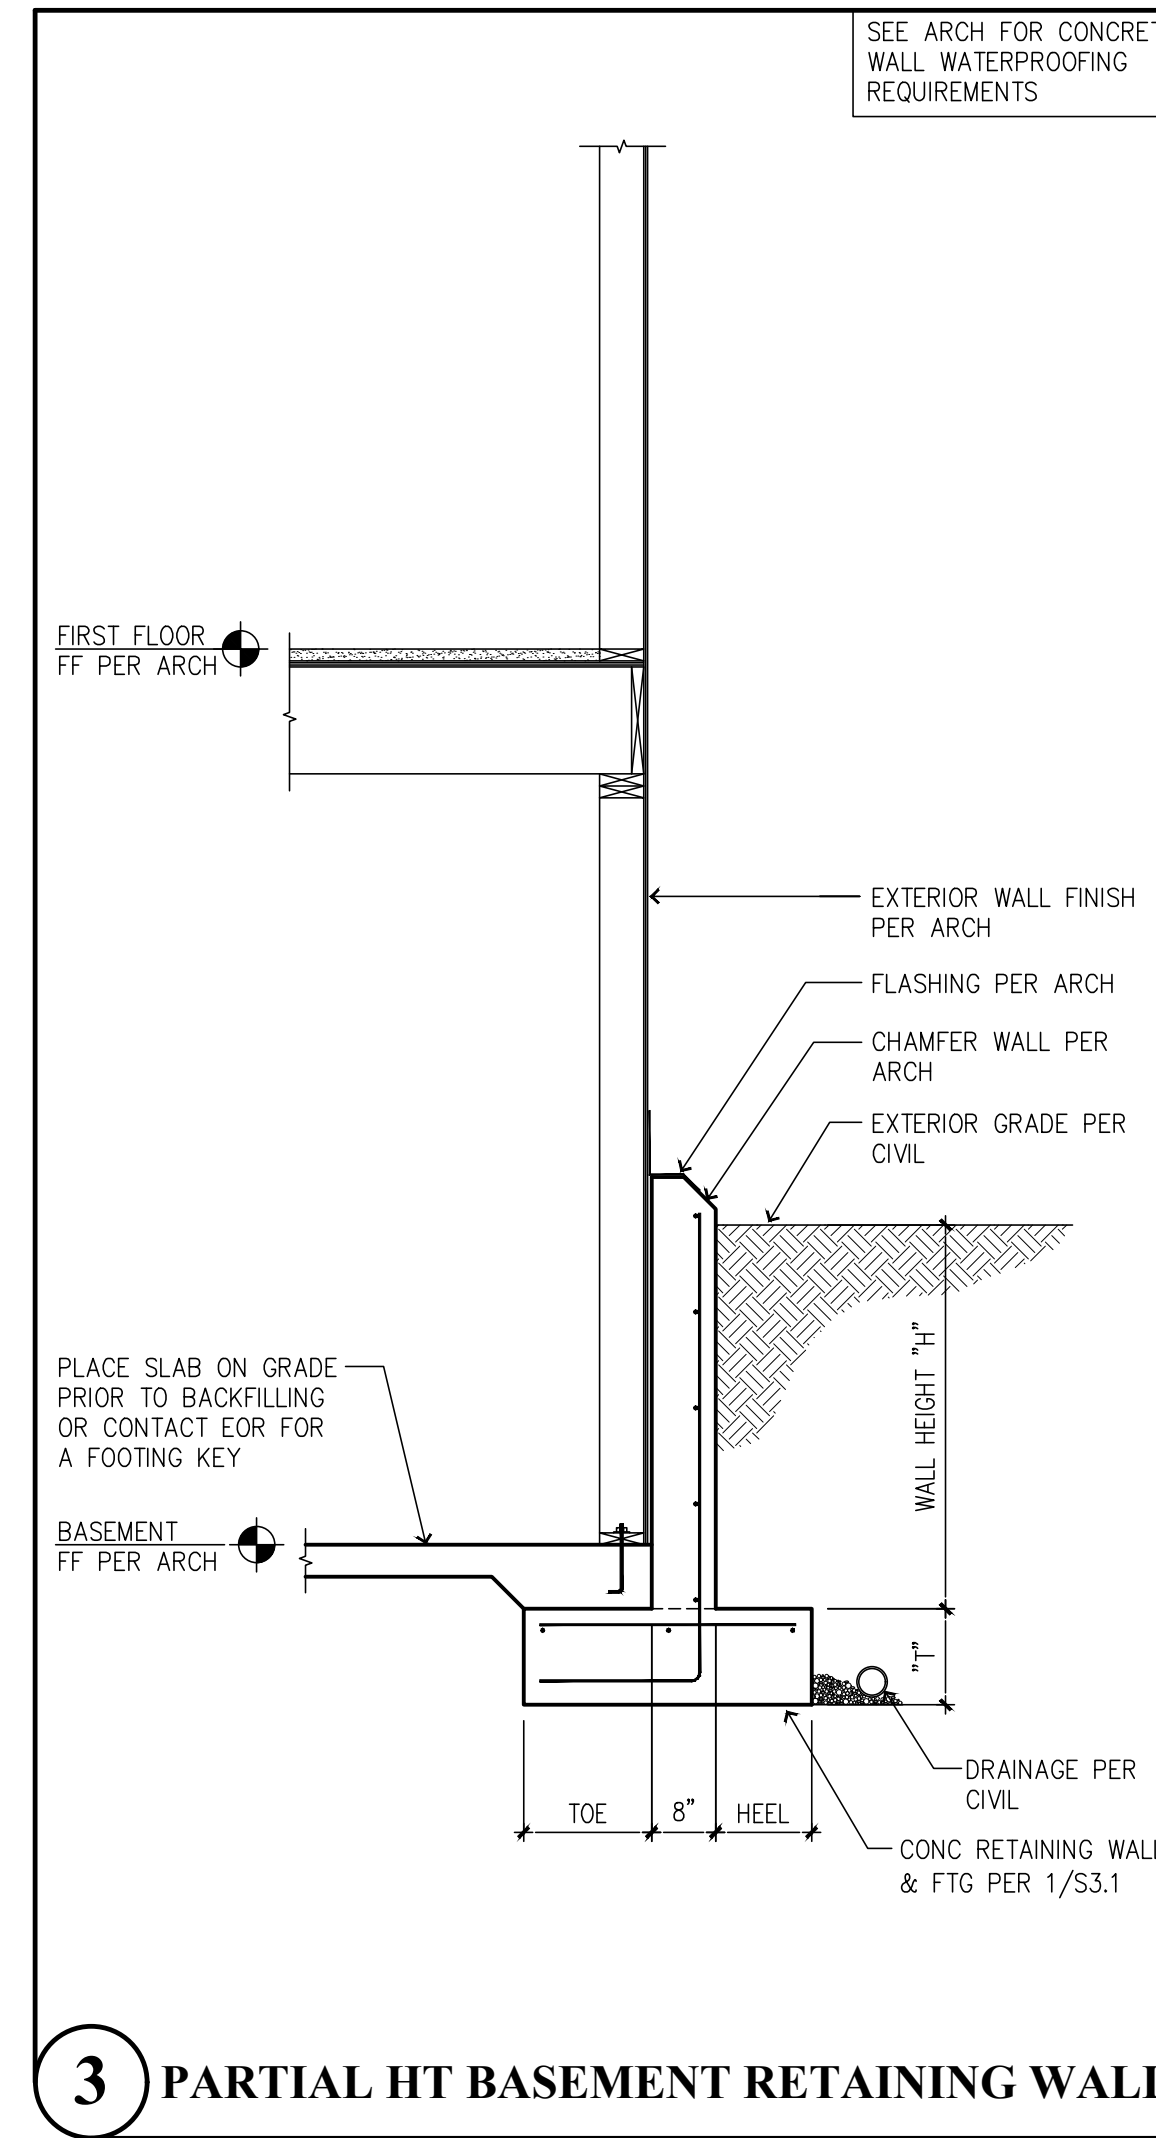 SEE ARCH FOR CONCRET
WALL WATERPROOFING
REQUIREMENTS
FIRST FLOOR
FF PER ARCH
EXTERIOR WALL FINISH
PER ARCH
FLASHING PER ARCH
CHAMFER WALL PER
ARCH
EXTERIOR GRADE PER
CIVIL
WALL HEIGHT "H"
PLACE SLAB ON GRADE
PRIOR TO BACKFILLING
OR CONTACT EOR FOR
A FOOTING KEY
BASEMENT
FF PER ARCH
"T"
DRAINAGE PER
CIVIL
TOE 8" HEEL
CONC RETAINING WALL
& FTG PER 1/S3.1
3 PARTIAL HT BASEMENT RETAINING WALL